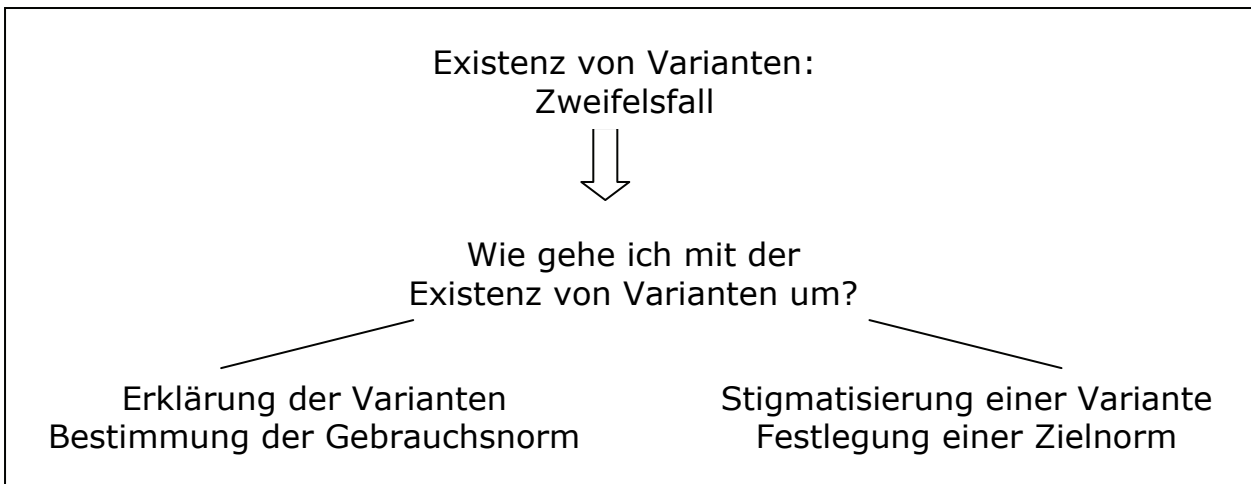 Existenz von Varianten:
Zweifelsfall
Wie gehe ich mit der
Existenz von Varianten um?
Erklärung der Varianten
Bestimmung der Gebrauchsnorm
Stigmatisierung einer Variante
Festlegung einer Zielnorm